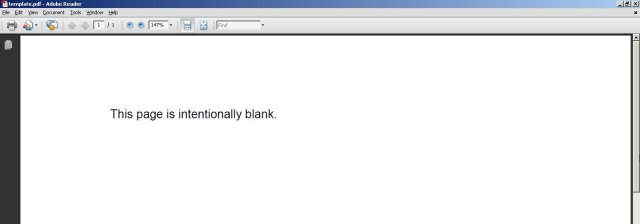 template.pdf - Adobe Reader
File Edit View Document Tools Window Help
1 / 1 147% Find
This page is intentionally blank.